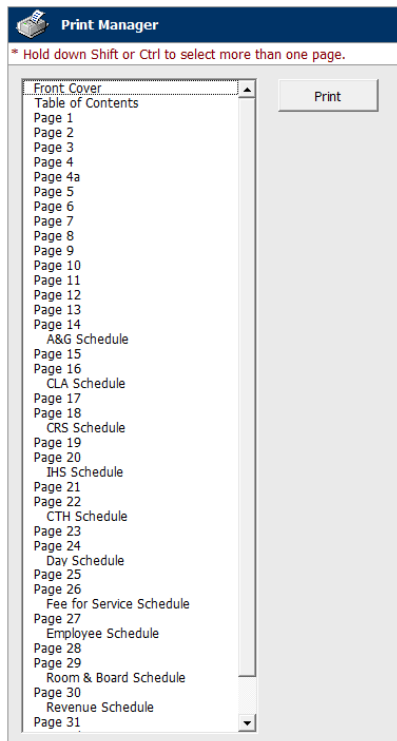 Print Manager
* Hold down Shift or Ctrl to select more than one page.
Front Cover
Print
Table of Contents
Page 1
Page 2
Page 3
Page 4
Page 4a
Page 5
Page 6
Page 7
Page 8
Page 9
Page 10
Page 11
Page 12
Page 13
Page 14
A&G Schedule
Page 15
Page 16
CLA Schedule
Page 17
Page 18
CRS Schedule
Page 19
Page 20
IHS Schedule
Page 21
Page 22
CTH Schedule
Page 23
Page 24
Day Schedule
Page 25
Page 26
Fee for Service Schedule
Page 27
Employee Schedule
Page 28
Page 29
Room & Board Schedule
Page 30
Revenue Schedule
Page 31